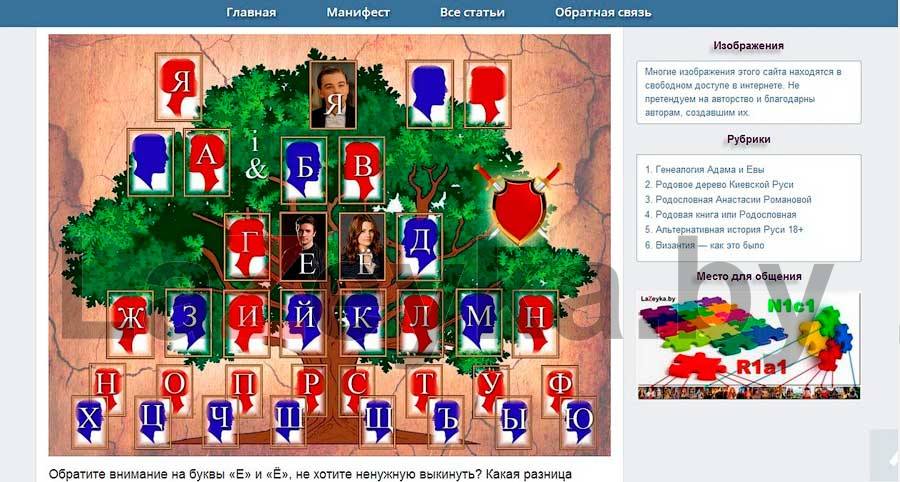 Главная Манифест Все статьи Обратная связь
Я Я
А i & Б В
Г Е Ё Д
Ж З И Й К Л М Н
Н О П Р С Т У Ф
Х Ц Ч Ш Щ Ъ Ы Ю
Обратите внимание на буквы «Е» и «Ё», не хотите ненужную выкинуть? Какая разница
Изображения
Многие изображения этого сайта находятся в
свободном доступе в интернете. Не
претендуем на авторство и благодарны
авторам, создавшим их.
Рубрики
1. Генеалогия Адама и Евы
2. Родовое дерево Киевской Руси
3. Родословная Анастасии Романовой
4. Родовая книга или Родословная
5. Альтернативная история Руси 18+
6. Византия — как это было
Место для общения
LaZeyka.by
N1c1
R1a1
LaZeyka.by